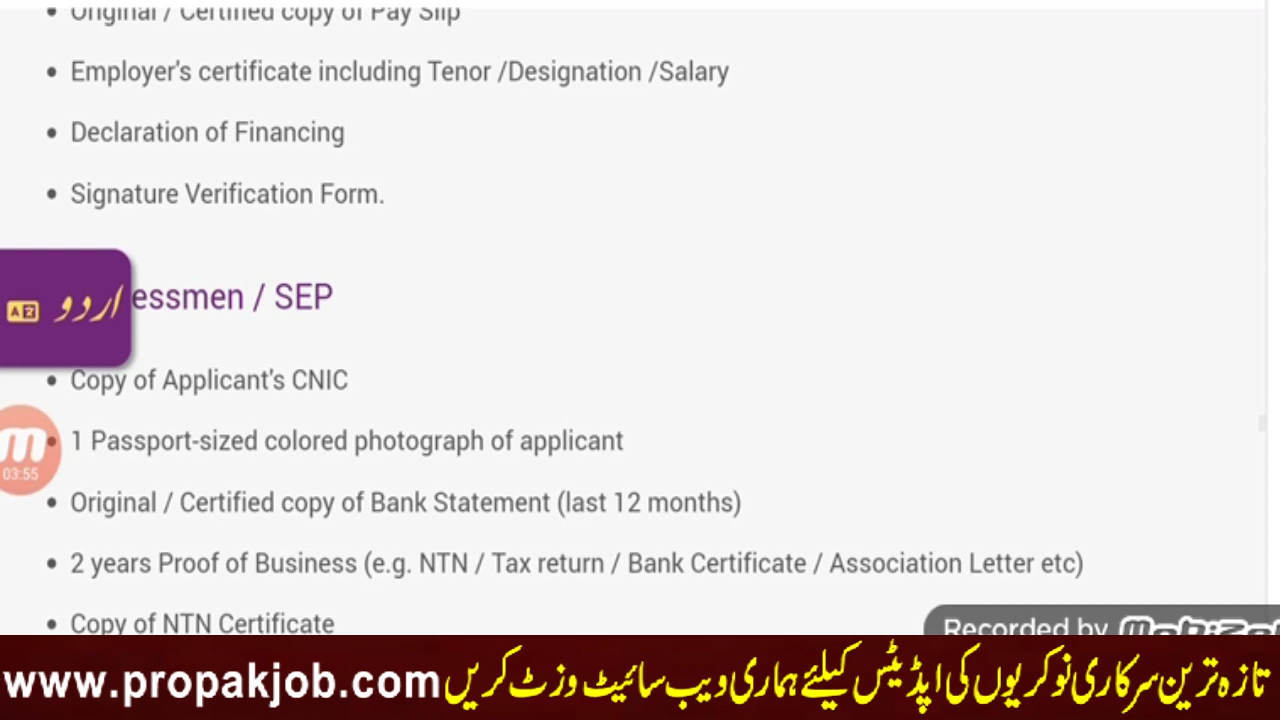 Original / Certified copy of Pay Slip
Employer's certificate including Tenor /Designation /Salary
Declaration of Financing
Signature Verification Form.
اردو
essmen / SEP
Copy of Applicant's CNIC
1 Passport-sized colored photograph of applicant
03:55
Original / Certified copy of Bank Statement (last 12 months)
2 years Proof of Business (e.g. NTN / Tax return / Bank Certificate / Association Letter etc)
Copy of NTN Certificate
Recorded by
تازہ ترین سرکاری نوکریوں کی اپڈیٹس کیلئے ہماری ویب سائیٹ وزٹ کریں www.propakjob.com